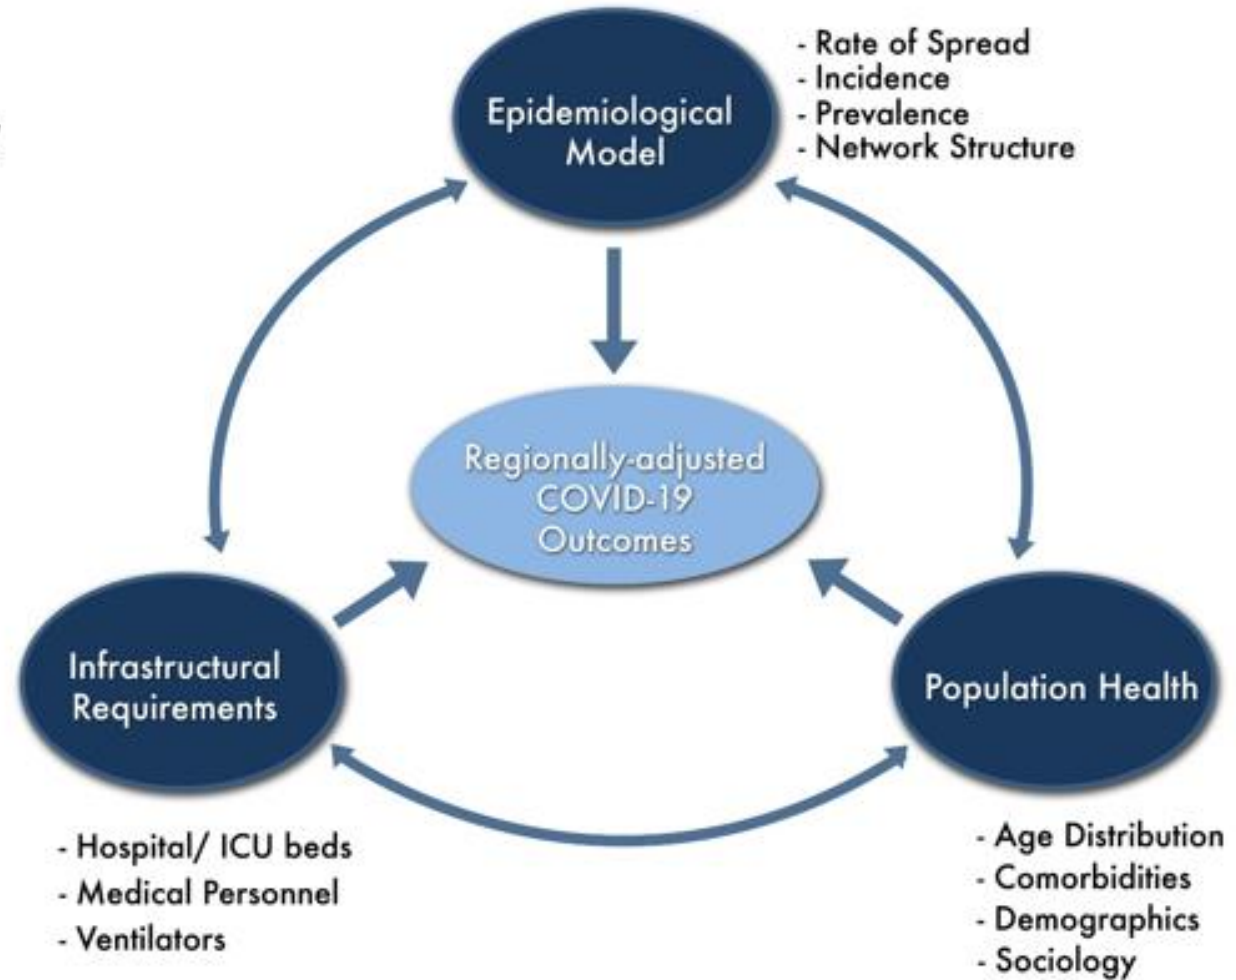 Epidemiological
Model
- Rate of Spread
- Incidence
- Prevalence
- Network Structure
Regionally-adjusted
COVID-19
Outcomes
Infrastructural
Requirements
- Hospital/ ICU beds
- Medical Personnel
- Ventilators
Population Health
- Age Distribution
- Comorbidities
- Demographics
- Sociology